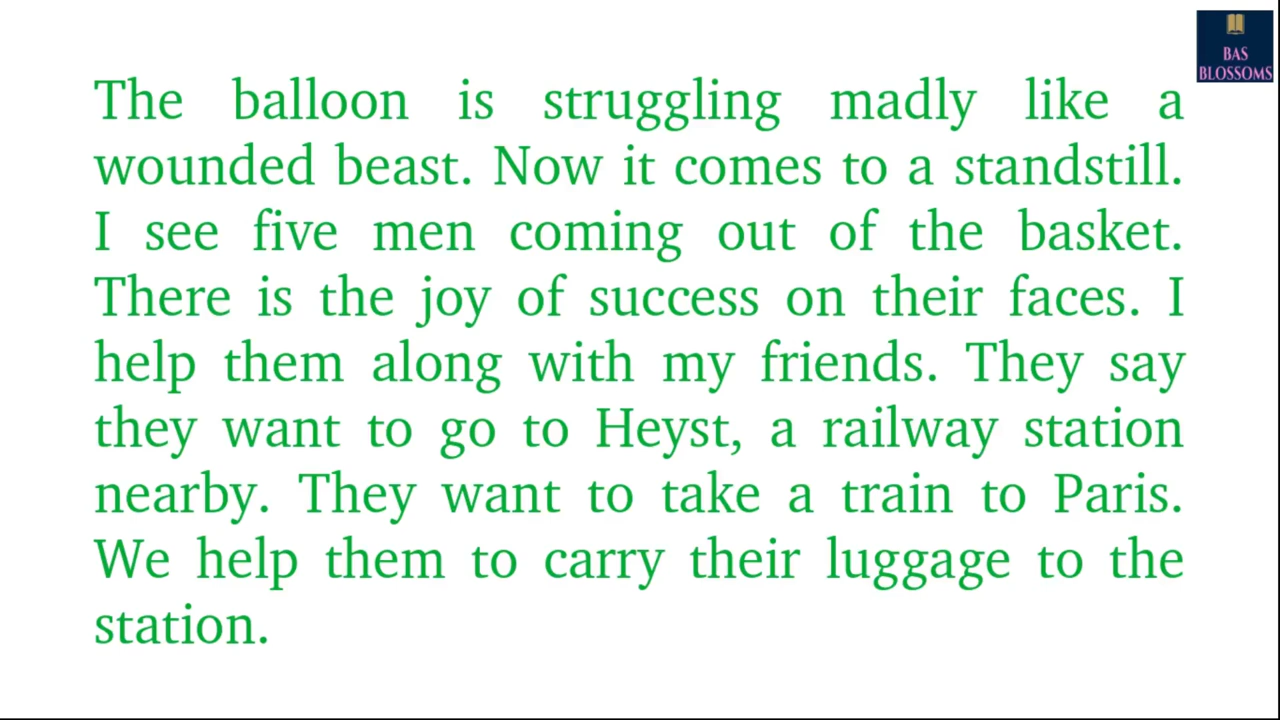 BAS
BLOSSOMS
The balloon is struggling madly like a
wounded beast. Now it comes to a standstill.
I see five men coming out of the basket.
There is the joy of success on their faces. I
help them along with my friends. They say
they want to go to Heyst, a railway station
nearby. They want to take a train to Paris.
We help them to carry their luggage to the
station.